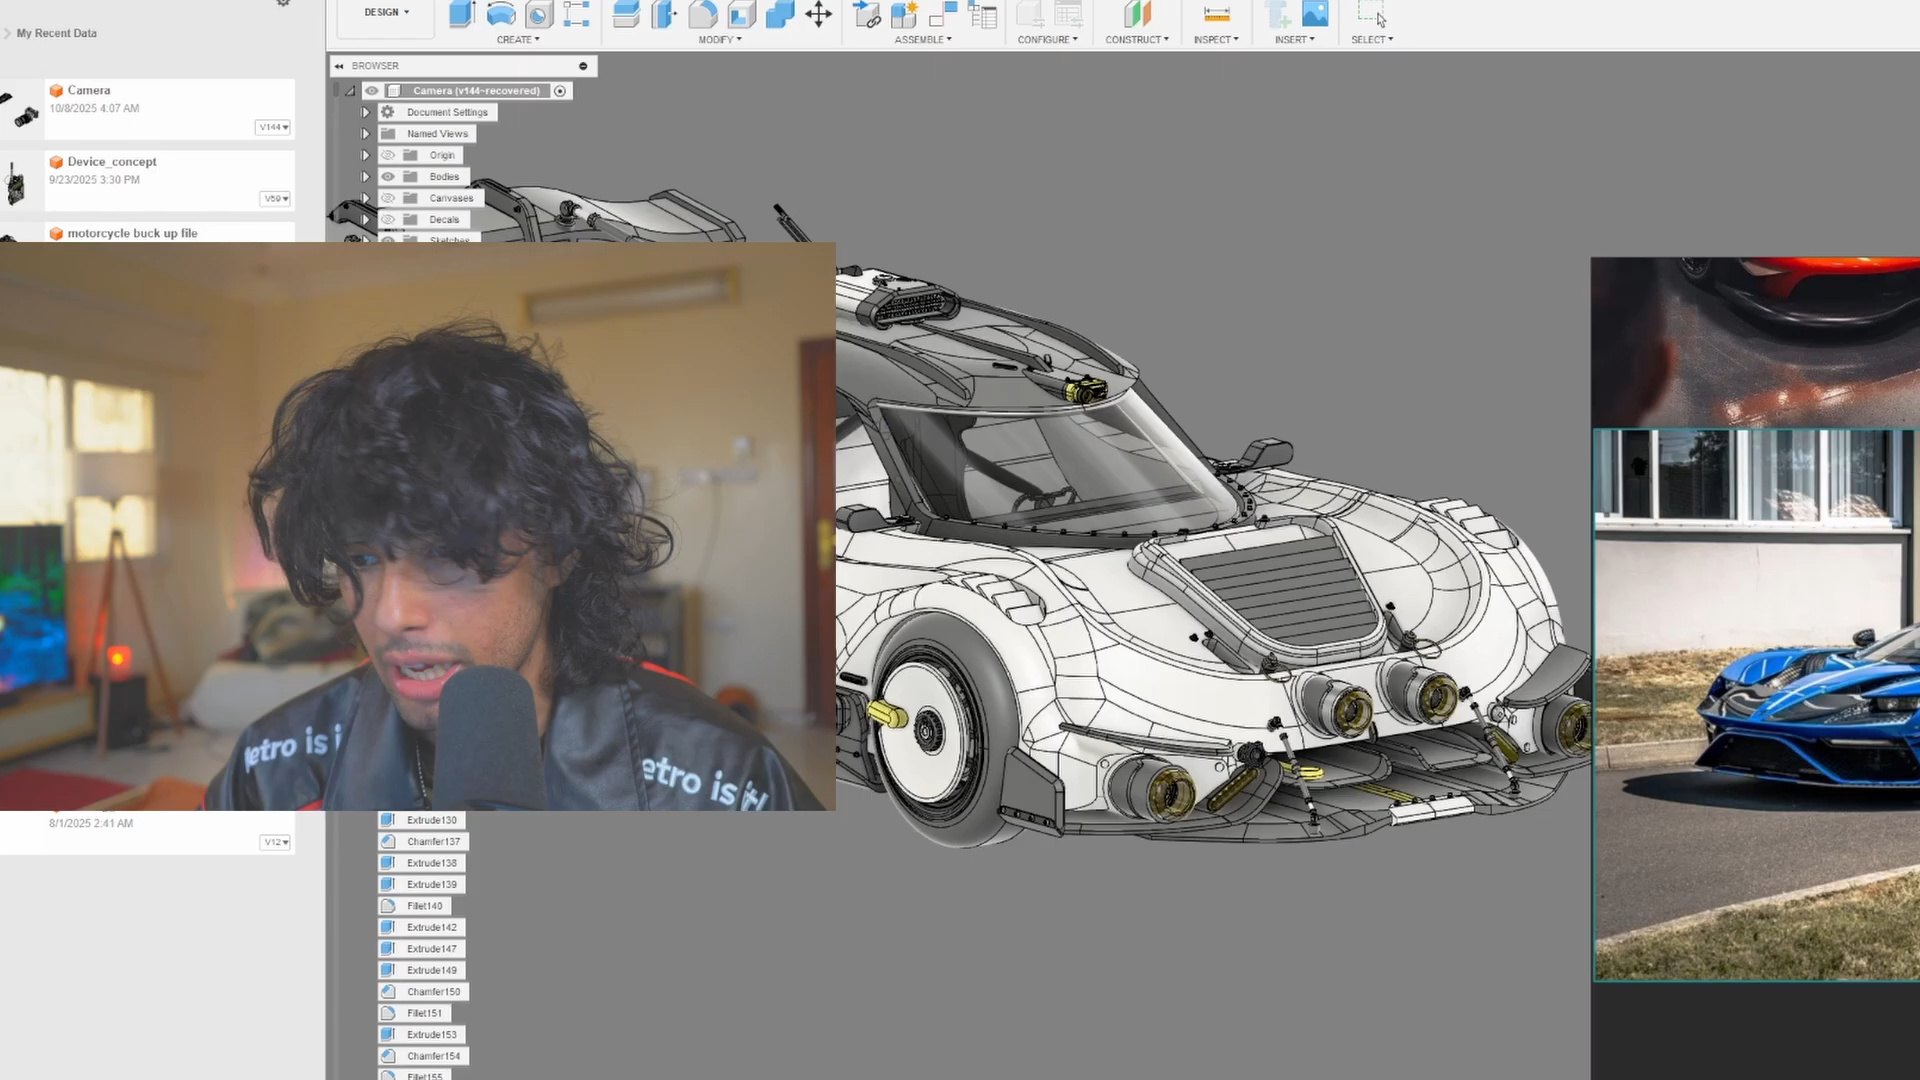 My Recent Data
Camera
10/8/2025 4:07 AM
V144
Device_concept
9/23/2025 3:30 PM
V59
motorcycle buck up file
8/1/2025 2:41 AM
V12
DESIGN
CREATE
MODIFY
ASSEMBLE
CONFIGURE
CONSTRUCT
INSPECT
INSERT
SELECT
BROWSER
Camera (v144~recovered)
Document Settings
Named Views
Origin
Bodies
Canvases
Decals
Sketches
etro is i
etro is it!
Extrude130
Chamfer137
Extrude138
Extrude139
Fillet140
Extrude142
Extrude147
Extrude149
Chamfer150
Fillet151
Extrude153
Chamfer154
Fillet155